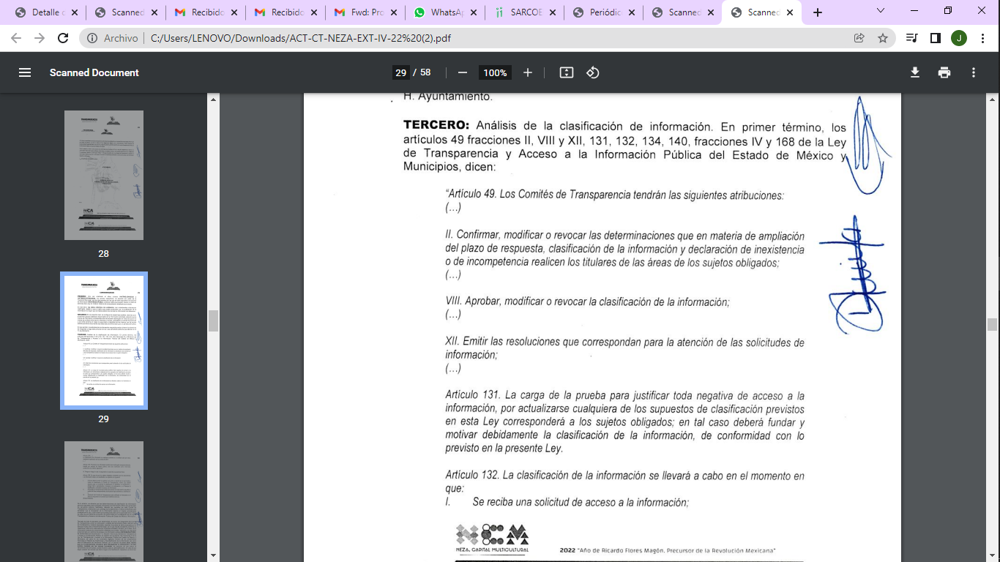 Detalle d
Scanned
Recibido
Recibido
Fwd: Pro
WhatsAp
SARCOE
Periódic
Scanned
Scanned
Archivo | C:/Users/LENOVO/Downloads/ACT-CT-NEZA-EXT-IV-22%20(2).pdf
J
Scanned Document
29 / 58
100%
28
29
H. Ayuntamiento.
TERCERO: Análisis de la clasificación de información. En primer término, los
artículos 49 fracciones II, VIII y XII, 131, 132, 134, 140, fracciones IV y 168 de la Ley
de Transparencia y Acceso a la Información Pública del Estado de México y
Municipios, dicen:
“Artículo 49. Los Comités de Transparencia tendrán las siguientes atribuciones:
(…)
II. Confirmar, modificar o revocar las determinaciones que en materia de ampliación
del plazo de respuesta, clasificación de la información y declaración de inexistencia
o de incompetencia realicen los titulares de las áreas de los sujetos obligados;
(…)
VIII. Aprobar, modificar o revocar la clasificación de la información;
(…)
XII. Emitir las resoluciones que correspondan para la atención de las solicitudes de
información;
(…)
Artículo 131. La carga de la prueba para justificar toda negativa de acceso a la
información, por actualizarse cualquiera de los supuestos de clasificación previstos
en esta Ley corresponderá a los sujetos obligados; en tal caso deberá fundar y
motivar debidamente la clasificación de la información, de conformidad con lo
previsto en la presente Ley.
Artículo 132. La clasificación de la información se llevará a cabo en el momento en
que:
I. Se reciba una solicitud de acceso a la información;
NEZA, CAPITAL MULTICULTURAL
2022 “Año de Ricardo Flores Magón, Precursor de la Revolución Mexicana”